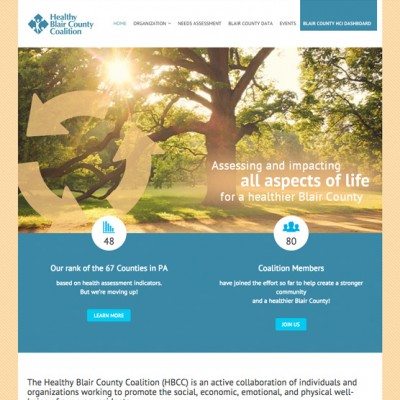 Healthy
Blair County
Coalition
HOME
ORGANIZATION
NEEDS ASSESSMENT
BLAIR COUNTY DATA
EVENTS
BLAIR COUNTY HCI DASHBOARD
Assessing and impacting
all aspects of life
for a healthier Blair County
48
Our rank of the 67 Counties in PA
based on health assessment indicators.
But we're moving up!
LEARN MORE
80
Coalition Members
have joined the effort so far to help create a stronger
community
and a healthier Blair County!
JOIN US
The Healthy Blair County Coalition (HBCC) is an active collaboration of individuals and
organizations working to promote the social, economic, emotional, and physical well-